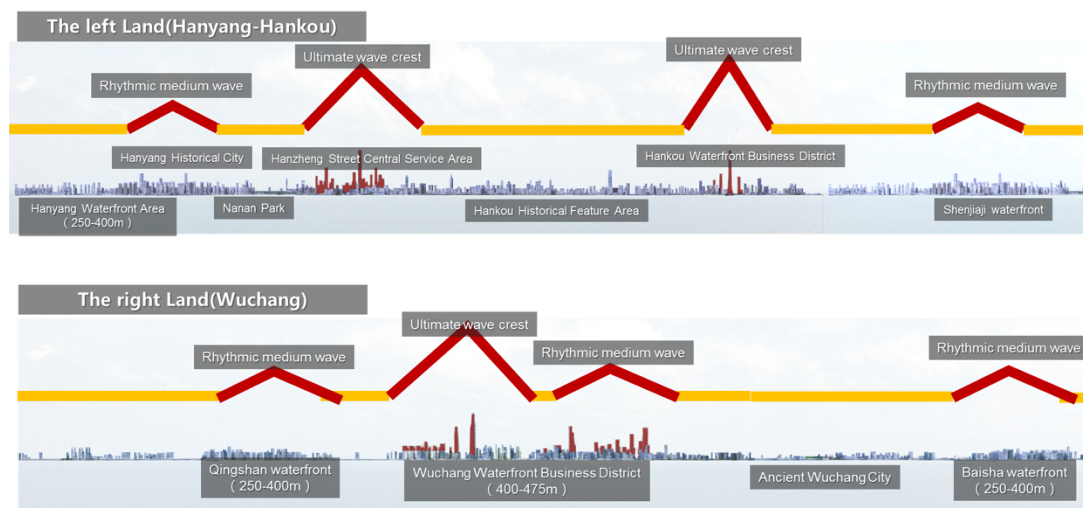 The left Land(Hanyang-Hankou)
Ultimate wave crest
Ultimate wave crest
Rhythmic medium wave
Rhythmic medium wave
Hanyang Historical City
Hanzheng Street Central Service Area
Hankou Waterfront Business District
Hanyang Waterfront Area
（250-400m）
Nanan Park
Hankou Historical Feature Area
Shenjiaji waterfront
The right Land(Wuchang)
Ultimate wave crest
Rhythmic medium wave
Rhythmic medium wave
Rhythmic medium wave
Qingshan waterfront
（250-400m）
Wuchang Waterfront Business District
（400-475m）
Ancient Wuchang City
Baisha waterfront
（250-400m）